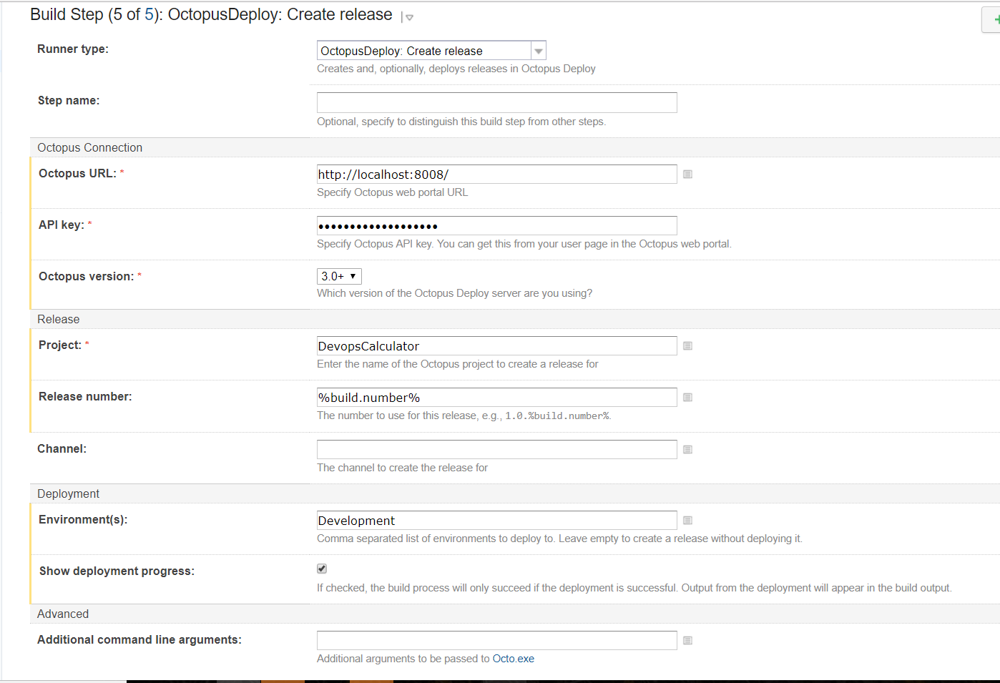 Build Step (5 of 5): OctopusDeploy: Create release
Runner type:
OctopusDeploy: Create release
Creates and, optionally, deploys releases in Octopus Deploy
Step name:
Optional, specify to distinguish this build step from other steps.
Octopus Connection
Octopus URL: *
http://localhost:8008/
Specify Octopus web portal URL
API key: *
•••••••••••••••••••
Specify Octopus API key. You can get this from your user page in the Octopus web portal.
Octopus version: *
3.0+
Which version of the Octopus Deploy server are you using?
Release
Project: *
DevopsCalculator
Enter the name of the Octopus project to create a release for
Release number:
%build.number%
The number to use for this release, e.g., 1.0.%build.number%.
Channel:
The channel to create the release for
Deployment
Environment(s):
Development
Comma separated list of environments to deploy to. Leave empty to create a release without deploying it.
Show deployment progress:
If checked, the build process will only succeed if the deployment is successful. Output from the deployment will appear in the build output.
Advanced
Additional command line arguments:
Additional arguments to be passed to Octo.exe